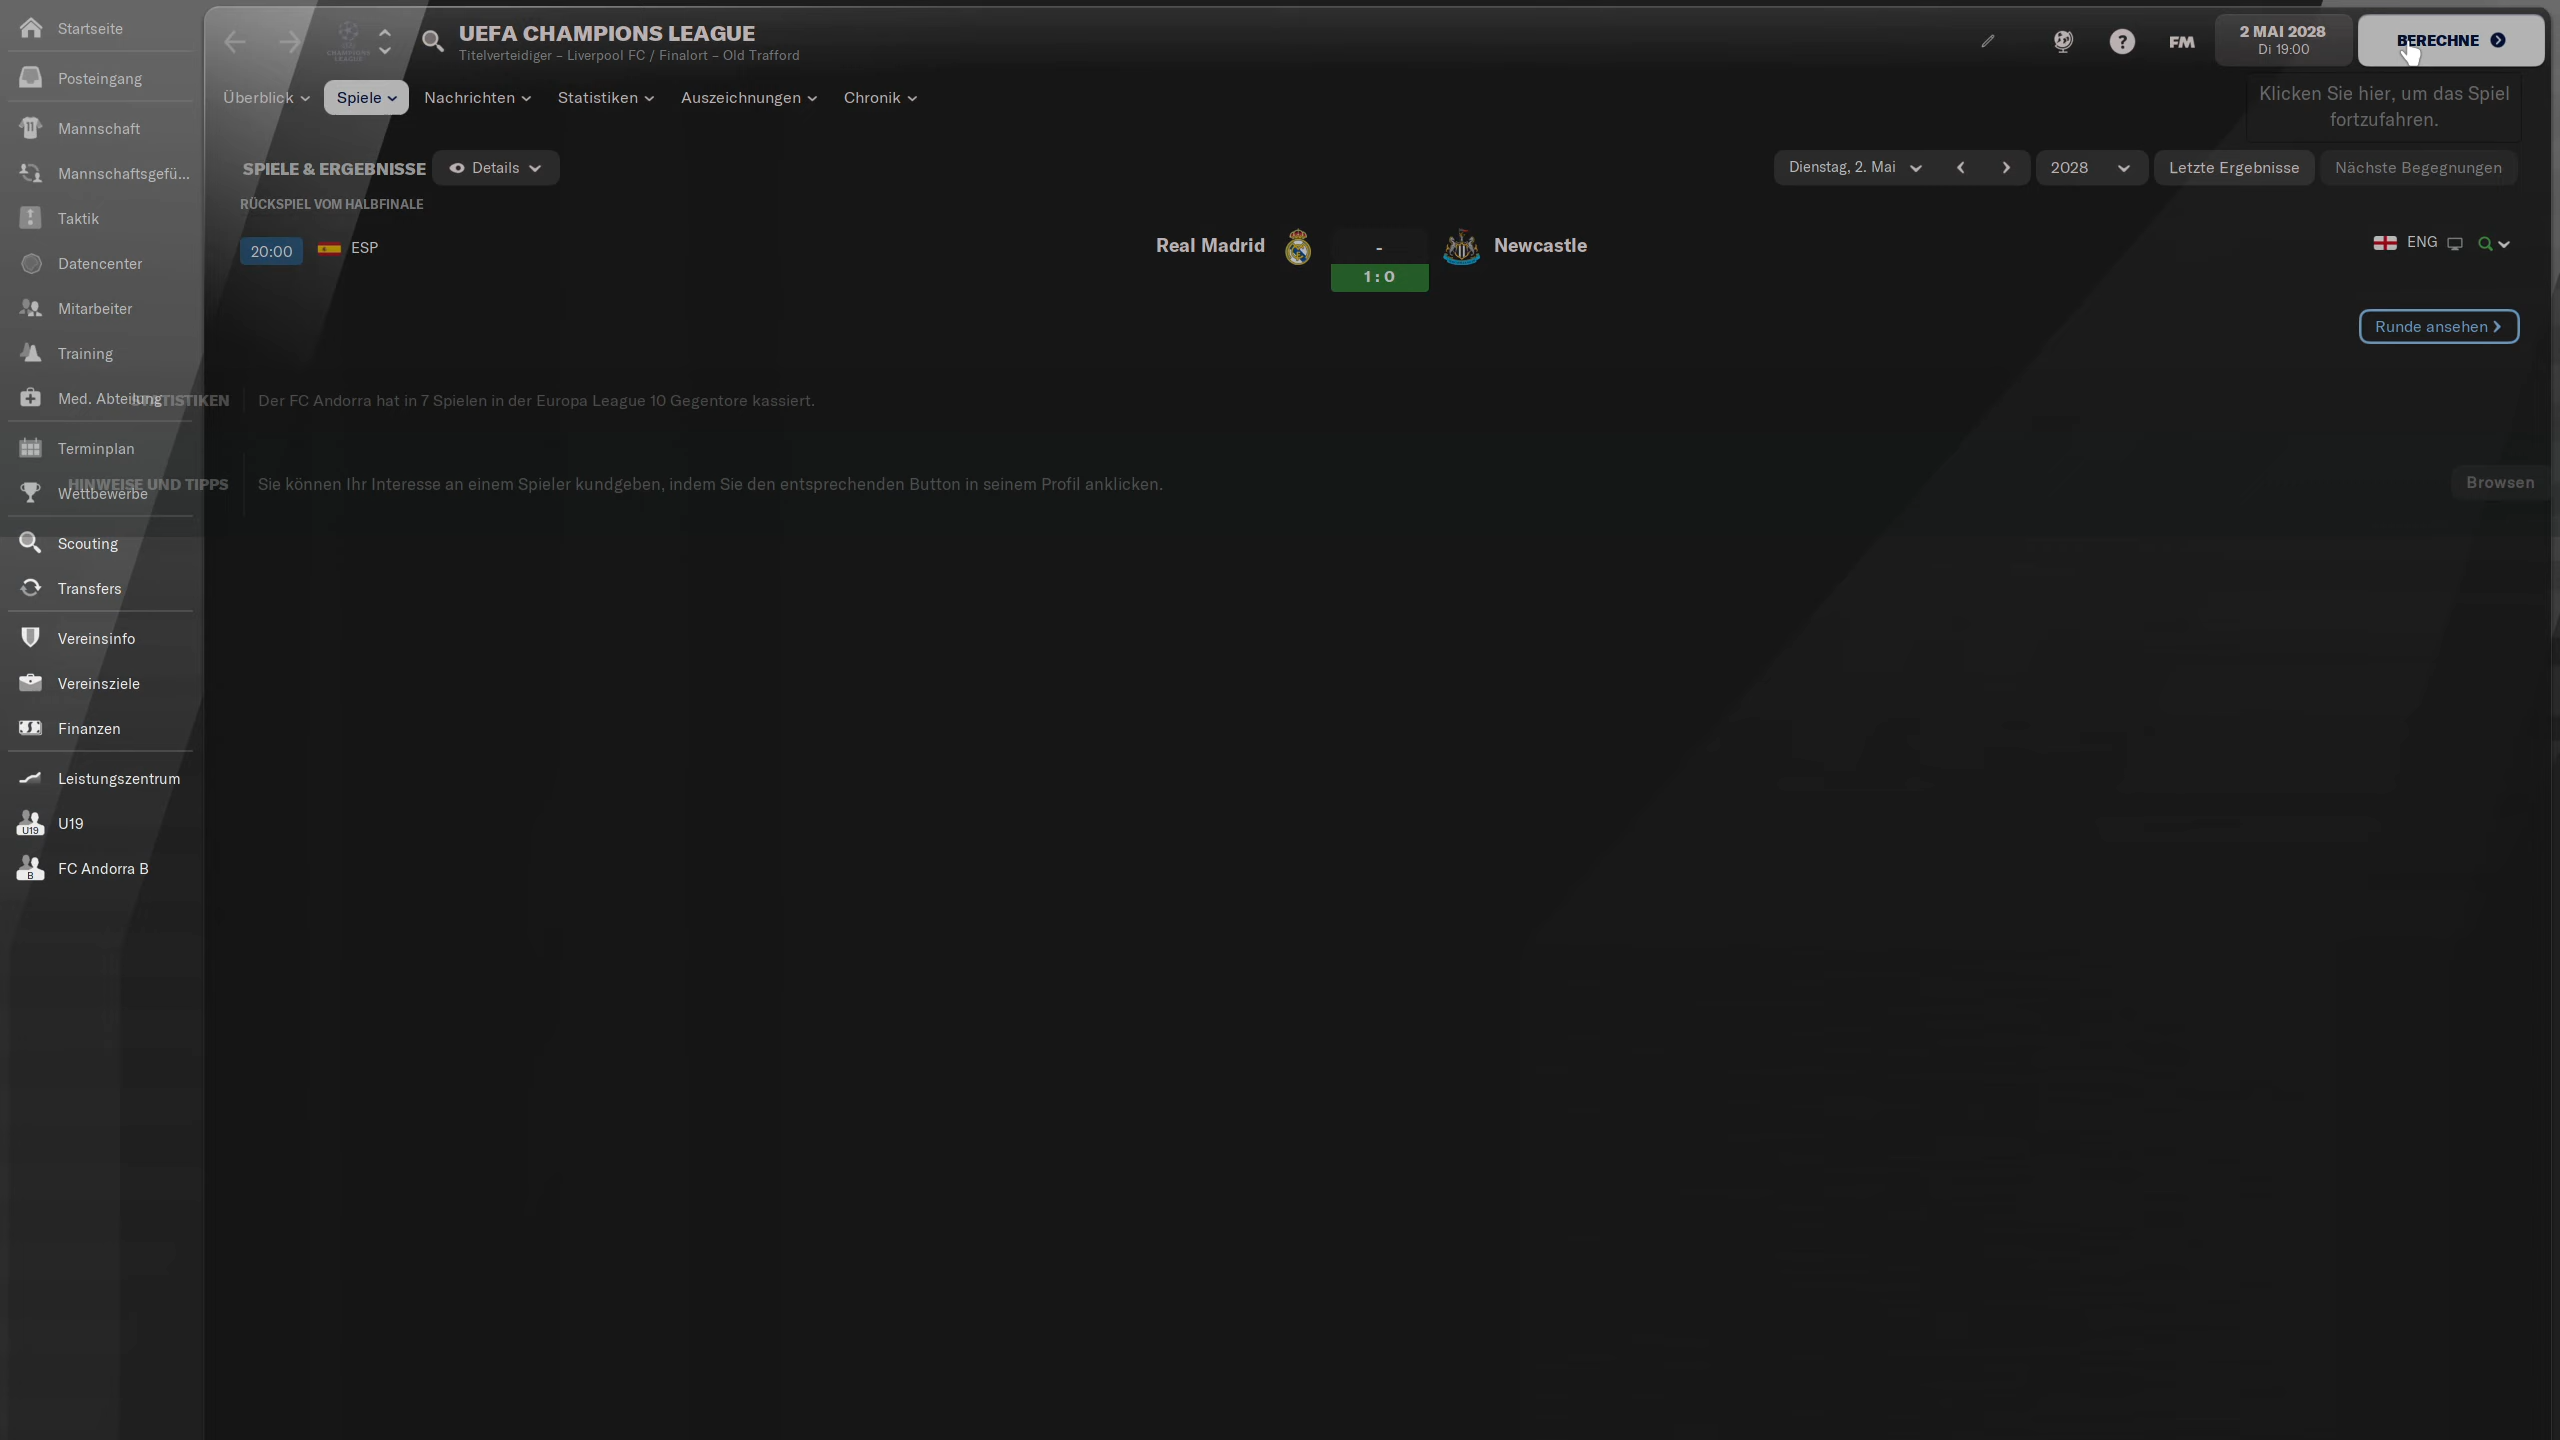 Startseite
Posteingang
Mannschaft
Mannschaftsgefü...
Taktik
Datencenter
Mitarbeiter
Training
Med. Abteilung
Terminplan
Wettbewerbe
Scouting
Transfers
Vereinsinfo
Vereinsziele
Finanzen
Leistungszentrum
U19
U19
B
FC Andorra B
UEFA CHAMPIONS LEAGUE
Titelverteidiger – Liverpool FC / Finalort – Old Trafford
CHAMPIONS LEAGUE
?
FM
2 MAI 2028
Di 19:00
BERECHNE
Klicken Sie hier, um das Spiel
fortzufahren.
Überblick
Spiele
Nachrichten
Statistiken
Auszeichnungen
Chronik
SPIELE & ERGEBNISSE
Details
Dienstag, 2. Mai
2028
Letzte Ergebnisse
Nächste Begegnungen
RÜCKSPIEL VOM HALBFINALE
20:00 ESP Real Madrid - Newcastle ENG
1 : 0
Runde ansehen
STATISTIKEN Der FC Andorra hat in 7 Spielen in der Europa League 10 Gegentore kassiert.
HINWEISE UND TIPPS Sie können Ihr Interesse an einem Spieler kundgeben, indem Sie den entsprechenden Button in seinem Profil anklicken. Browsen